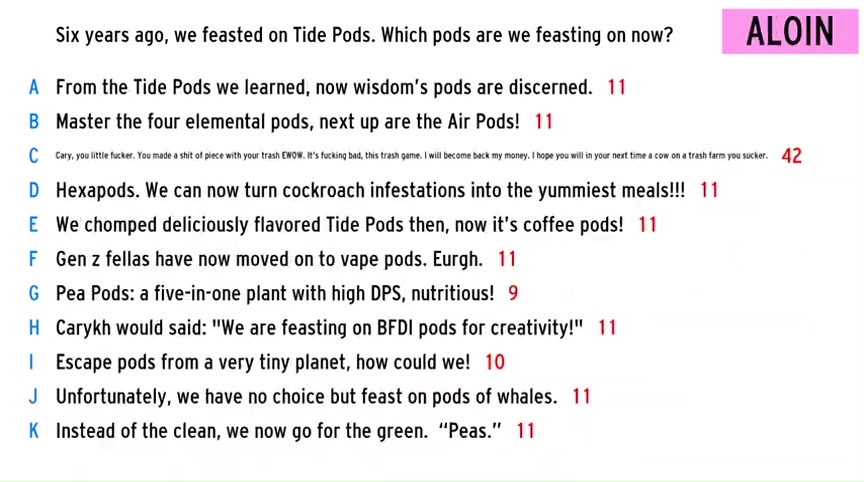 Six years ago, we feasted on Tide Pods. Which pods are we feasting on now?
ALOIN
A From the Tide Pods we learned, now wisdom's pods are discerned. 11
B Master the four elemental pods, next up are the Air Pods! 11
C Cary, you little fucker. You made a shit of piece with your trash EWOW. It's fucking bad, this trash game. I will become back my money. I hope you will in your next time a cow on a trash farm you sucker. 42
D Hexapods. We can now turn cockroach infestations into the yummiest meals!!! 11
E We chomped deliciously flavored Tide Pods then, now it's coffee pods! 11
F Gen z fellas have now moved on to vape pods. Eurgh. 11
G Pea Pods: a five-in-one plant with high DPS, nutritious! 9
H Carykh would said: "We are feasting on BFDI pods for creativity!" 11
I Escape pods from a very tiny planet, how could we! 10
J Unfortunately, we have no choice but feast on pods of whales. 11
K Instead of the clean, we now go for the green. “Peas.” 11